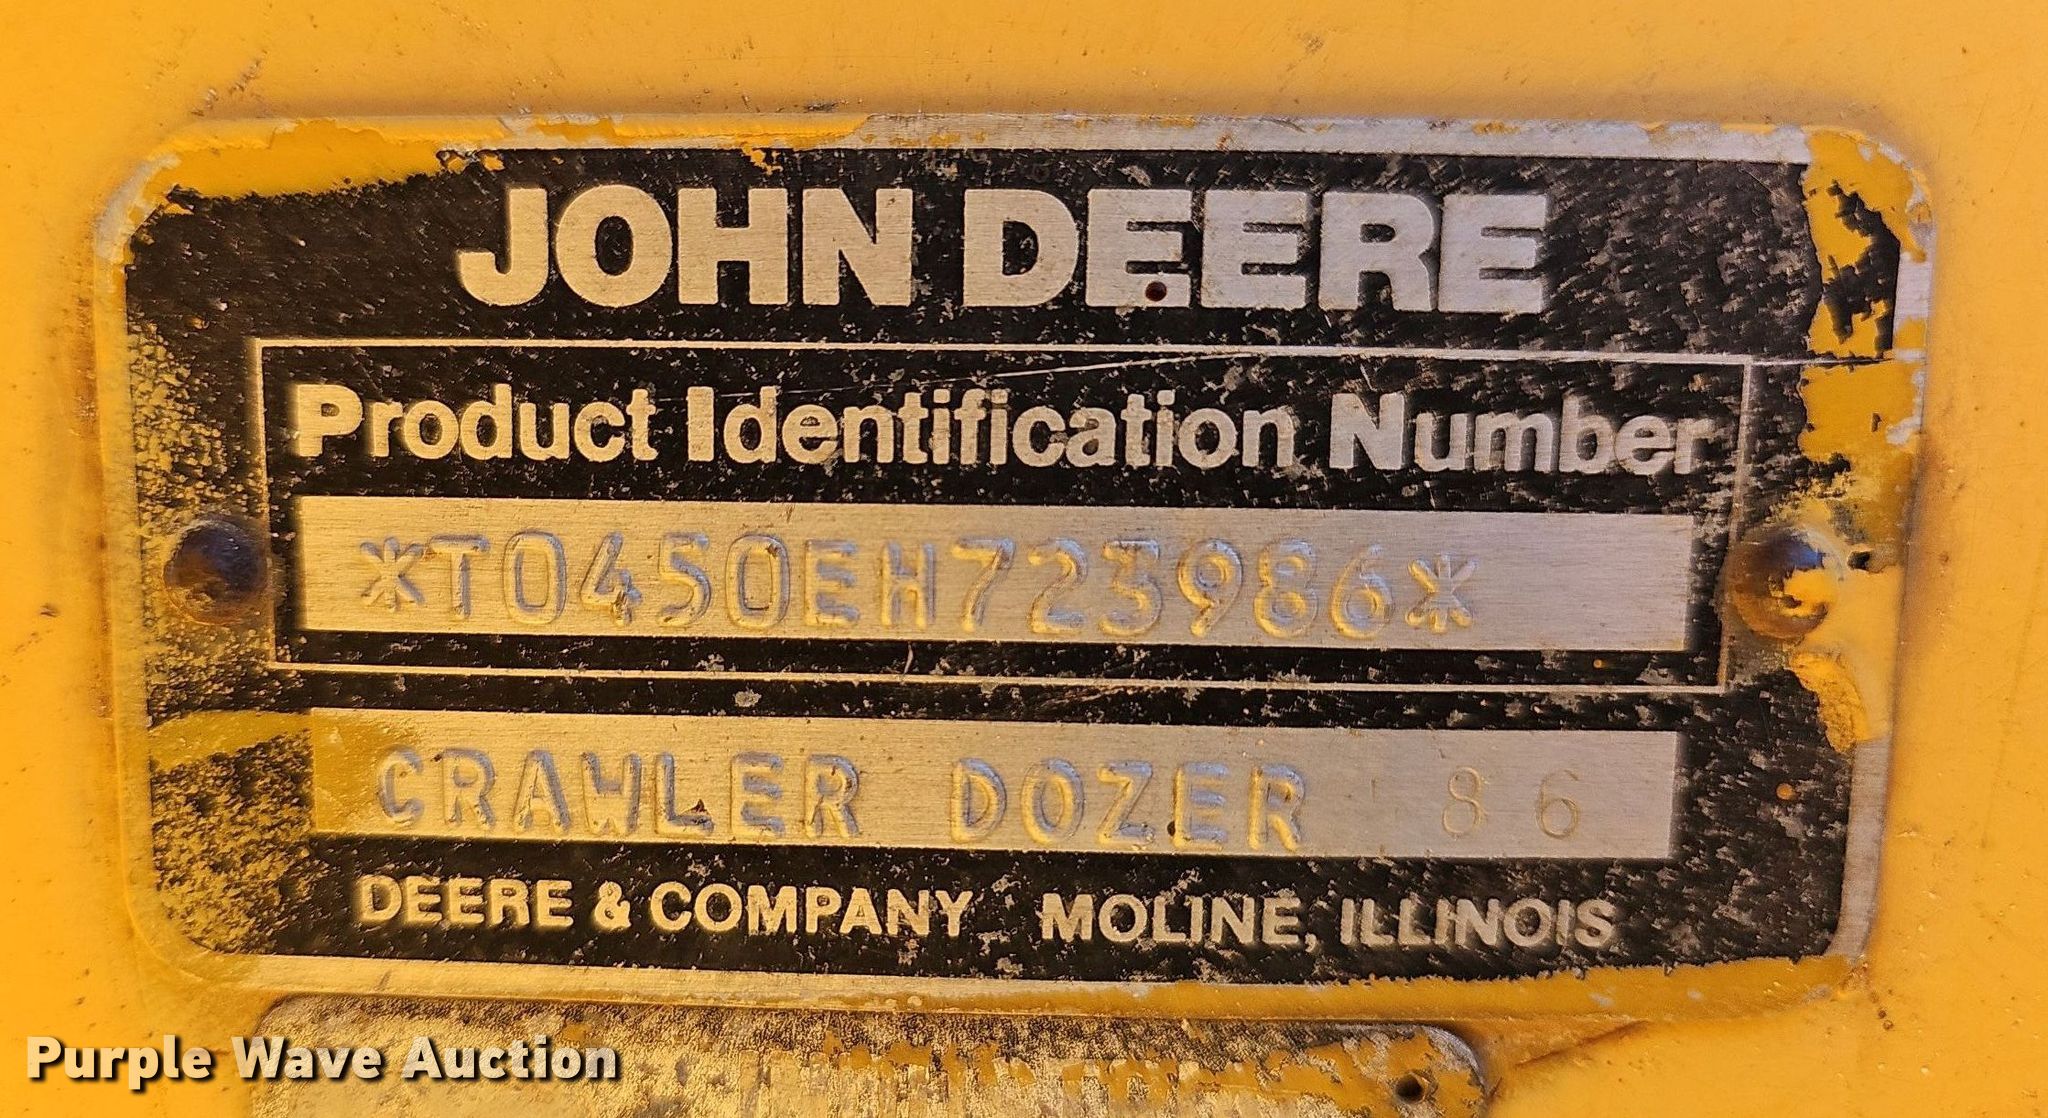 JOHN DEERE
Product Identification Number
*T0450EH723986*
CRAWLER DOZER 86
DEERE & COMPANY MOLINE, ILLINOIS
Purple Wave Auction